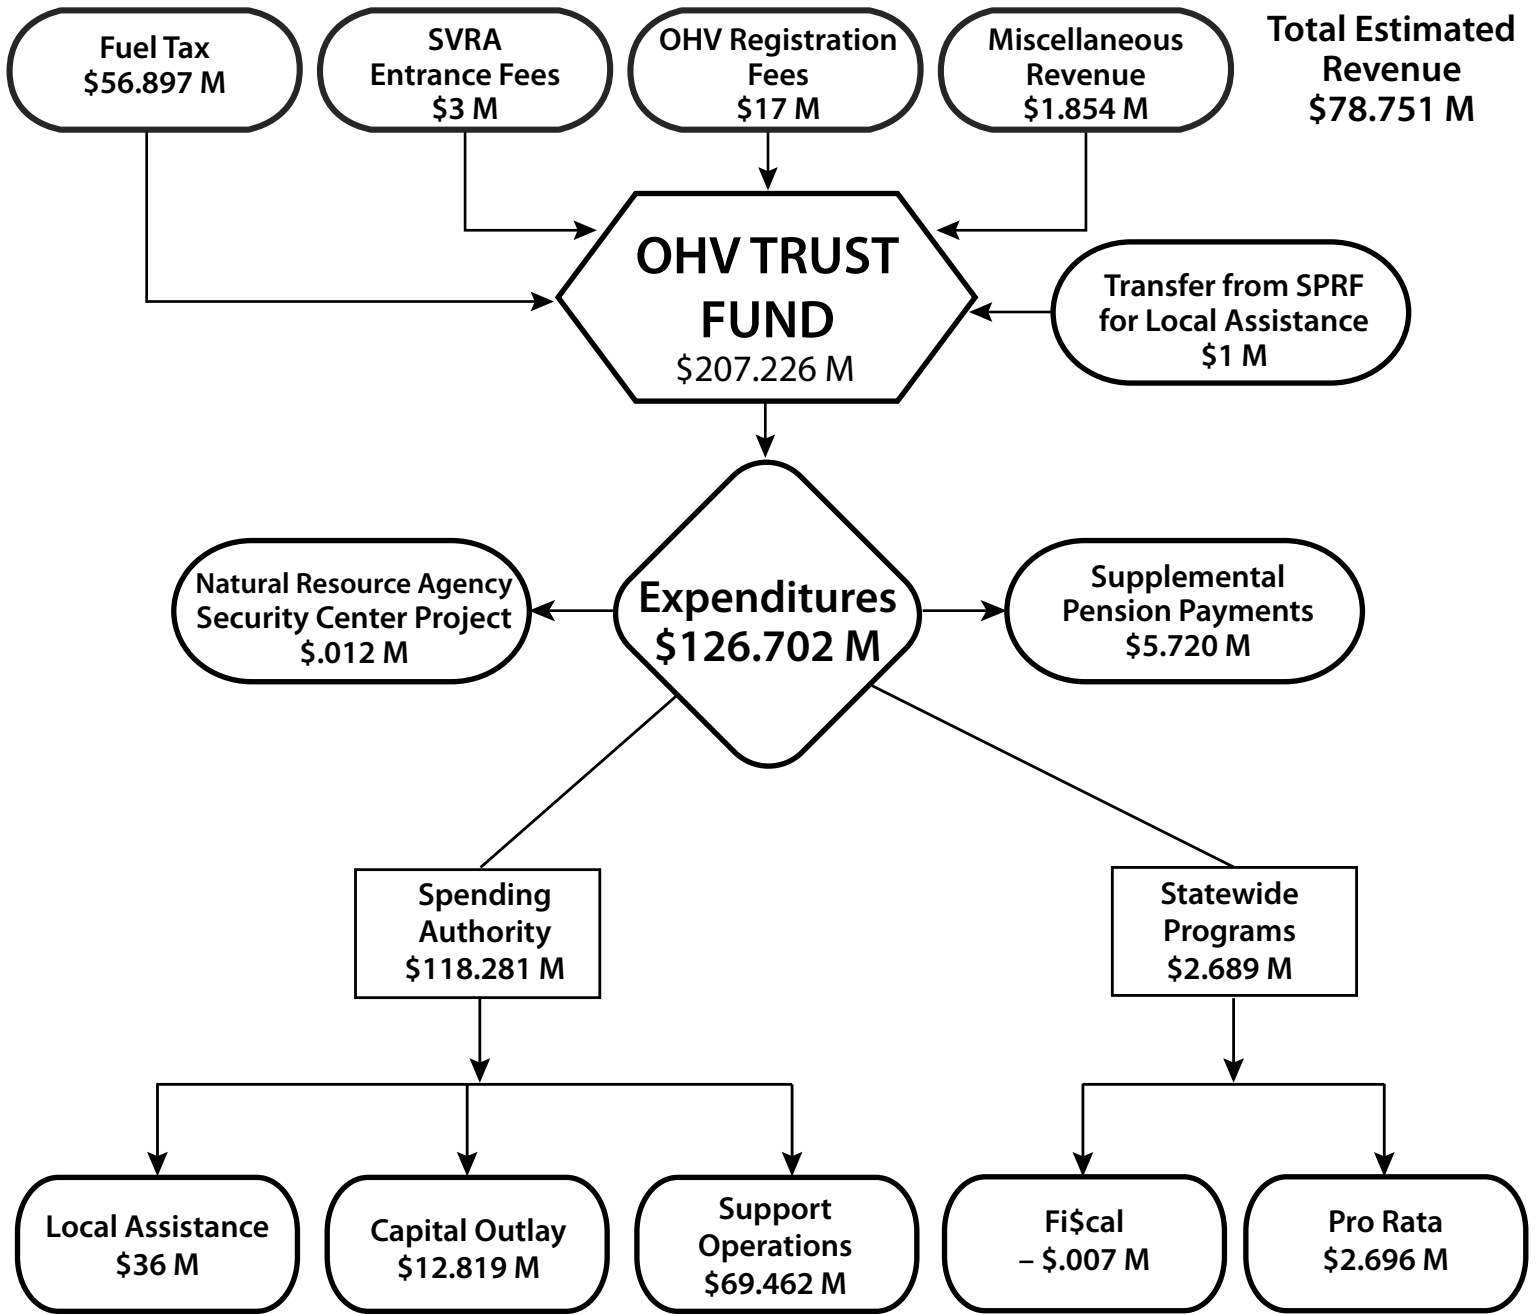 Fuel Tax
$56.897 M
SVRA
Entrance Fees
$3 M
OHV Registration
Fees
$17 M
Miscellaneous
Revenue
$1.854 M
Total Estimated
Revenue
$78.751 M
OHV TRUST
FUND
$207.226 M
Transfer from SPRF
for Local Assistance
$1 M
Natural Resource Agency
Security Center Project
$.012 M
Expenditures
$126.702 M
Supplemental
Pension Payments
$5.720 M
Spending
Authority
$118.281 M
Statewide
Programs
$2.689 M
Local Assistance
$36 M
Capital Outlay
$12.819 M
Support
Operations
$69.462 M
Fi$cal
– $.007 M
Pro Rata
$2.696 M